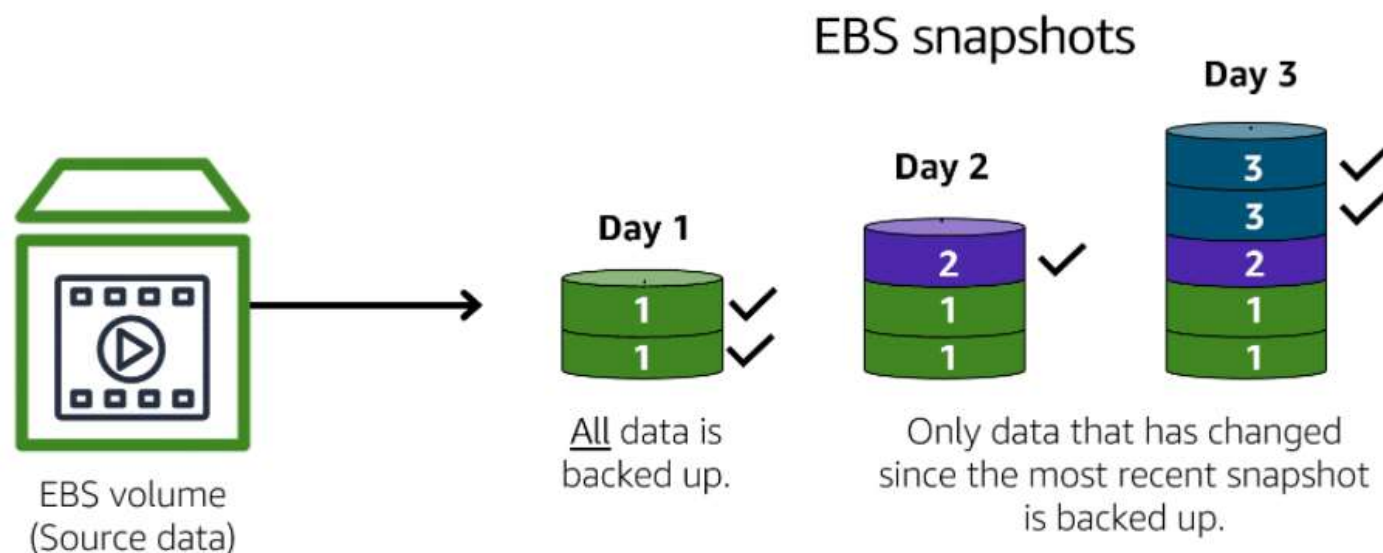 EBS snapshots
Day 1
Day 2
Day 3
1
1
2
1
1
3
3
2
1
1
EBS volume
(Source data)
All data is
backed up.
Only data that has changed
since the most recent snapshot
is backed up.